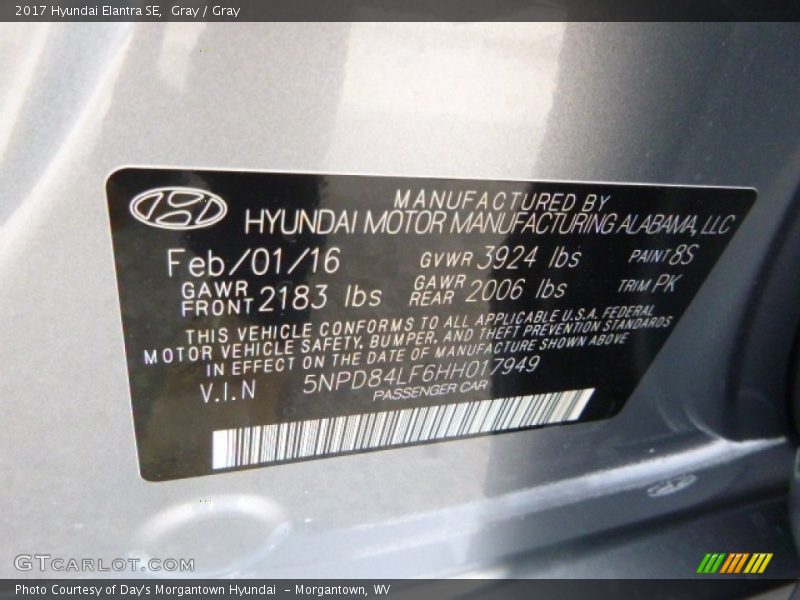 2017 Hyundai Elantra SE,  Gray / Gray
MANUFACTURED BY
HYUNDAI MOTOR MANUFACTURING ALABAMA, LLC
Feb/01/16 GVWR 3924 lbs PAINT 8S
GAWR FRONT 2183 lbs GAWR REAR 2006 lbs TRIM PK
THIS VEHICLE CONFORMS TO ALL APPLICABLE U.S.A. FEDERAL
MOTOR VEHICLE SAFETY, BUMPER, AND THEFT PREVENTION STANDARDS
IN EFFECT ON THE DATE OF MANUFACTURE SHOWN ABOVE
V.I.N 5NPD84LF6HH017949
PASSENGER CAR
GTCARLOT.COM
Photo Courtesy of Day's Morgantown Hyundai  - Morgantown, WV